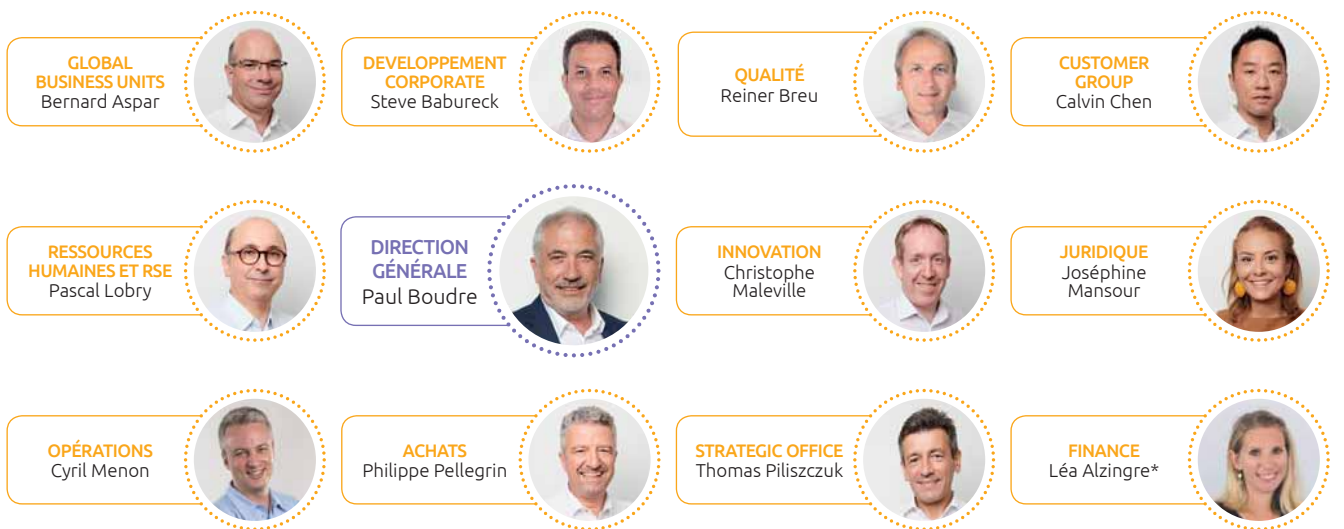 GLOBAL
BUSINESS UNITS
Bernard Aspar
DEVELOPPEMENT
CORPORATE
Steve Babureck
QUALITÉ
Reiner Breu
CUSTOMER
GROUP
Calvin Chen
RESSOURCES
HUMAINES ET RSE
Pascal Lobry
DIRECTION
GÉNÉRALE
Paul Boudre
INNOVATION
Christophe
Maleville
JURIDIQUE
Joséphine
Mansour
OPÉRATIONS
Cyril Menon
ACHATS
Philippe Pellegrin
STRATEGIC OFFICE
Thomas Piliszczuk
FINANCE
Léa Alzingre*